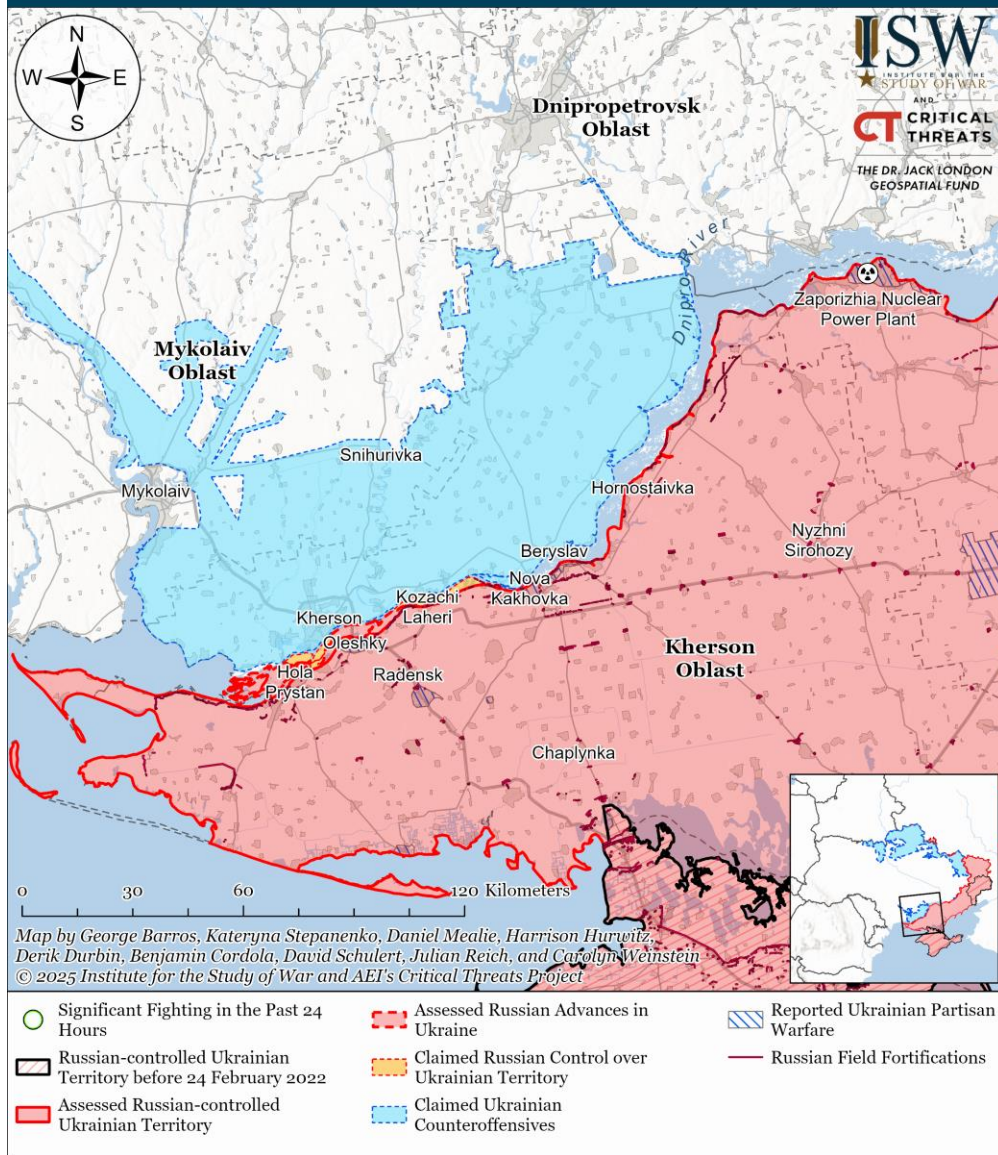 N
W E
S
ISW
INSTITUTE FOR THE
STUDY OF WAR
AND
CT CRITICAL
THREATS
THE DR. JACK LONDON
GEOSPATIAL FUND
Dnipropetrovsk
Oblast
Dnipro River
Zaporizhia Nuclear
Power Plant
Mykolaiv
Oblast
Snihurivka
Mykolaiv
Hornostaivka
Nyzhni
Sirohozy
Beryslav
Nova
Kakhovka
Kozachi
Laheri
Kherson
Oleshky
Kherson
Oblast
Hola
Prystan
Radensk
Chaplynka
0 30 60 120 Kilometers
Map by George Barros, Kateryna Stepanenko, Daniel Mealie, Harrison Hurwitz,
Derik Durbin, Benjamin Cordola, David Schulert, Julian Reich, and Carolyn Weinstein
© 2025 Institute for the Study of War and AEI's Critical Threats Project
Significant Fighting in the Past 24
Hours
Russian-controlled Ukrainian
Territory before 24 February 2022
Assessed Russian-controlled
Ukrainian Territory
Assessed Russian Advances in
Ukraine
Claimed Russian Control over
Ukrainian Territory
Claimed Ukrainian
Counteroffensives
Reported Ukrainian Partisan
Warfare
Russian Field Fortifications